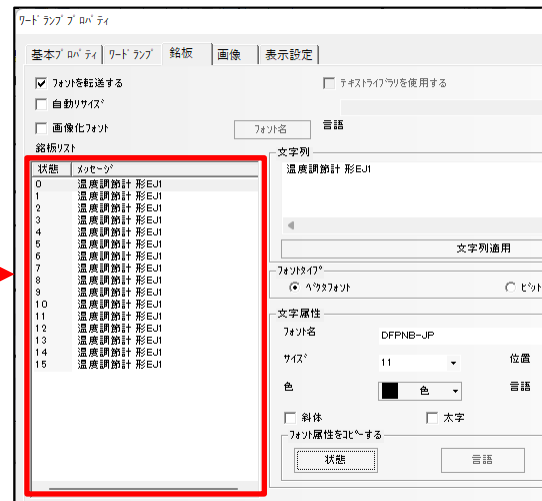 ワードランププロパティ
基本プロパティ ワードランプ 銘板 画像 表示設定
フォントを転送する
テキストライブラリを使用する
自動リサイズ
画像化フォント
フォント名
言語
銘板リスト
文字列
状態 メッセージ
温度調節計 形EJ1
0 温度調節計 形EJ1
1 温度調節計 形EJ1
2 温度調節計 形EJ1
3 温度調節計 形EJ1
4 温度調節計 形EJ1
5 温度調節計 形EJ1
6 温度調節計 形EJ1
7 温度調節計 形EJ1
8 温度調節計 形EJ1
9 温度調節計 形EJ1
10 温度調節計 形EJ1
11 温度調節計 形EJ1
12 温度調節計 形EJ1
13 温度調節計 形EJ1
14 温度調節計 形EJ1
15 温度調節計 形EJ1
文字列適用
フォントタイプ
ベクタフォント
ビット
文字属性
フォント名
DFPNB-JP
サイズ
11
位置
色
色
言語
斜体
太字
フォント属性をコピーする
状態
言語